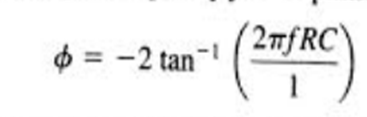 φ = −2 tan⁻¹ (2πfRC / 1)